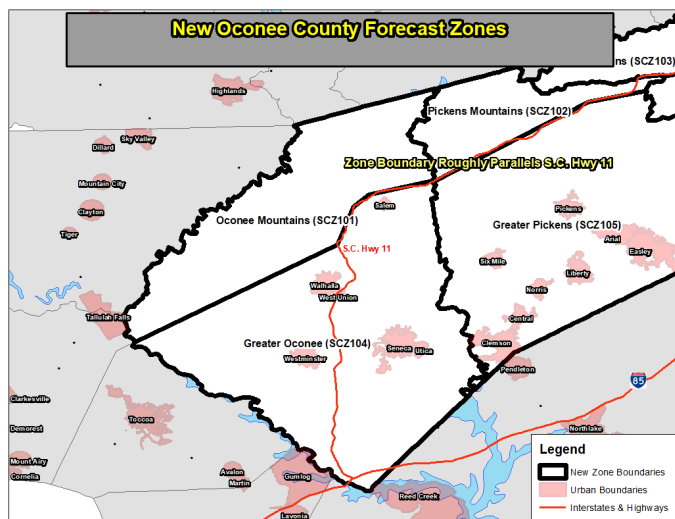 New Oconee County Forecast Zones
ns (SCZ103)
Highlands
Pickens Mountains (SCZ102)
Sky Valley
Dillard
Zone Boundary Roughly Parallels S.C. Hwy 11
Mountain City
Salem
Clayton
Pickens
Oconee Mountains (SCZ101)
Greater Pickens (SCZ105)
Tiger
Arial
S.C. Hwy 11
Easley
Six Mile
Liberty
Walhalla
Norris
West Union
Tallulah Falls
Central
Greater Oconee (SCZ104)
Clemson
Seneca
Utica
Westminster
Pendleton
85
Clarkesville
Toccoa
Demorest
Northlake
Legend
Mount Airy
Avalon
New Zone Boundaries
Cornelia
Gumlog
Martin
Urban Boundaries
Reed Creek
Interstates & Highways
Lavonia